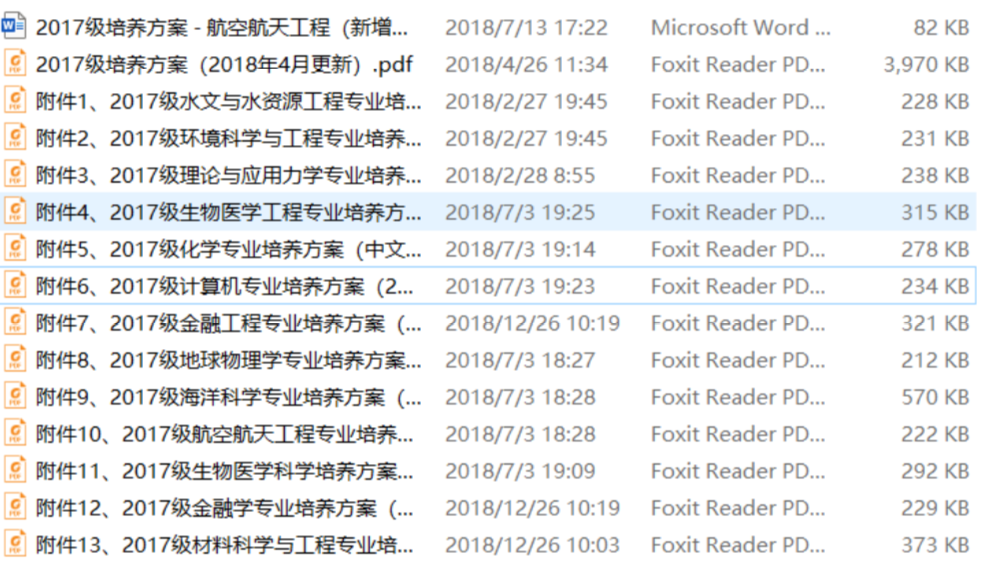 2017级培养方案 - 航空航天工程（新增... 2018/7/13 17:22 Microsoft Word ... 82 KB
2017级培养方案（2018年4月更新）.pdf 2018/4/26 11:34 Foxit Reader PD... 3,970 KB
附件1、2017级水文与水资源工程专业培... 2018/2/27 19:45 Foxit Reader PD... 228 KB
附件2、2017级环境科学与工程专业培养... 2018/2/27 19:45 Foxit Reader PD... 231 KB
附件3、2017级理论与应用力学专业培养... 2018/2/28 8:55 Foxit Reader PD... 238 KB
附件4、2017级生物医学工程专业培养方... 2018/7/3 19:25 Foxit Reader PD... 315 KB
附件5、2017级化学专业培养方案（中文... 2018/7/3 19:14 Foxit Reader PD... 278 KB
附件6、2017级计算机专业培养方案（2... 2018/7/3 19:23 Foxit Reader PD... 234 KB
附件7、2017级金融工程专业培养方案（... 2018/12/26 10:19 Foxit Reader PD... 321 KB
附件8、2017级地球物理学专业培养方案... 2018/7/3 18:27 Foxit Reader PD... 212 KB
附件9、2017级海洋科学专业培养方案（... 2018/7/3 18:28 Foxit Reader PD... 570 KB
附件10、2017级航空航天工程专业培养... 2018/7/3 18:28 Foxit Reader PD... 222 KB
附件11、2017级生物医学科学培养方案... 2018/7/3 19:09 Foxit Reader PD... 292 KB
附件12、2017级金融学专业培养方案（... 2018/12/26 10:19 Foxit Reader PD... 229 KB
附件13、2017级材料科学与工程专业培... 2018/12/26 10:03 Foxit Reader PD... 373 KB